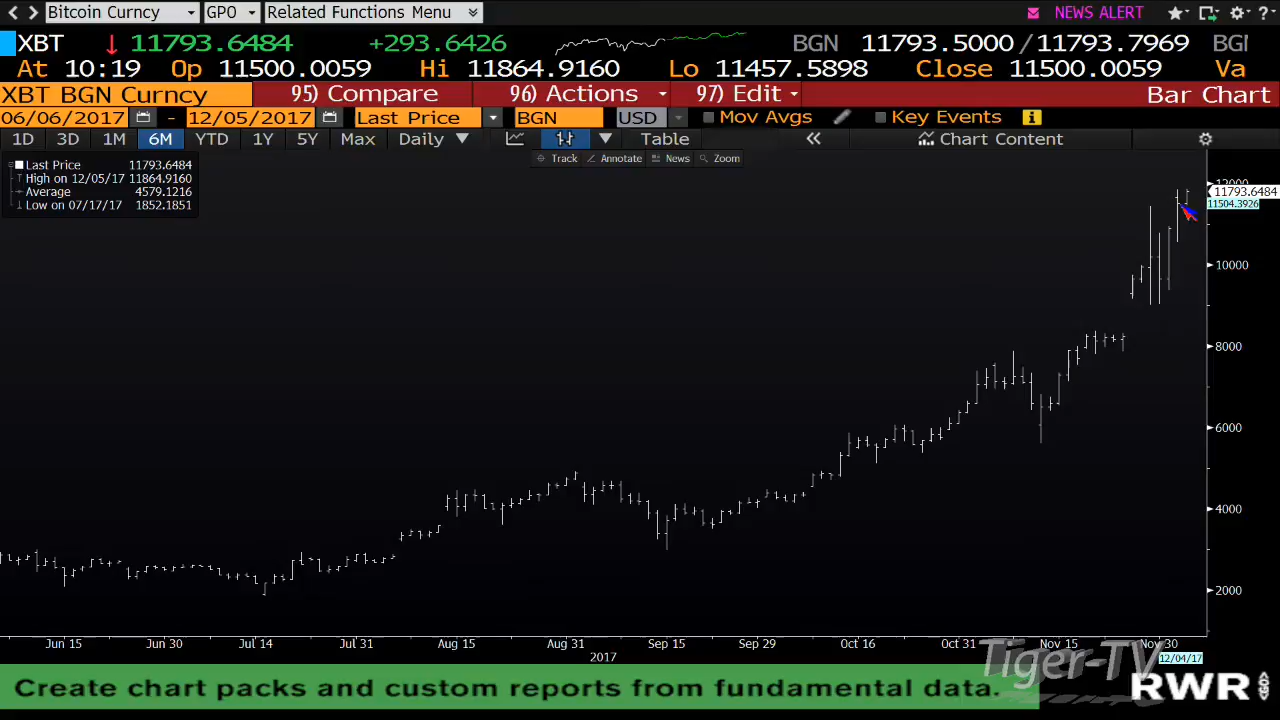 Bitcoin Curncy GPO Related Functions Menu NEWS ALERT
XBT 11793.6484 +293.6426 BGN 11793.5000/11793.7969 BG
At 10:19 Op 11500.0059 Hi 11864.9160 Lo 11457.5898 Close 11500.0059 Va
XBT BGN Curncy 95) Compare 96) Actions 97) Edit Bar Chart
06/06/2017 - 12/05/2017 Last Price BGN USD Mov Avgs Key Events
1D 3D 1M 6M YTD 1Y 5Y Max Daily Table Chart Content
Track Annotate News Zoom
Last Price 11793.6484
High on 12/05/17 11864.9160
Average 4579.1216
Low on 07/17/17 1852.1851
12000
11793.6484
11504.3926
10000
8000
6000
4000
2000
Jun 15 Jun 30 Jul 14 Jul 31 Aug 15 Aug 31 Sep 15 Sep 29 Oct 16 Oct 31 Nov 15 Nov 30
2017 12/04/17
Tiger-TV
Create chart packs and custom reports from fundamental data.
RWR <GO>